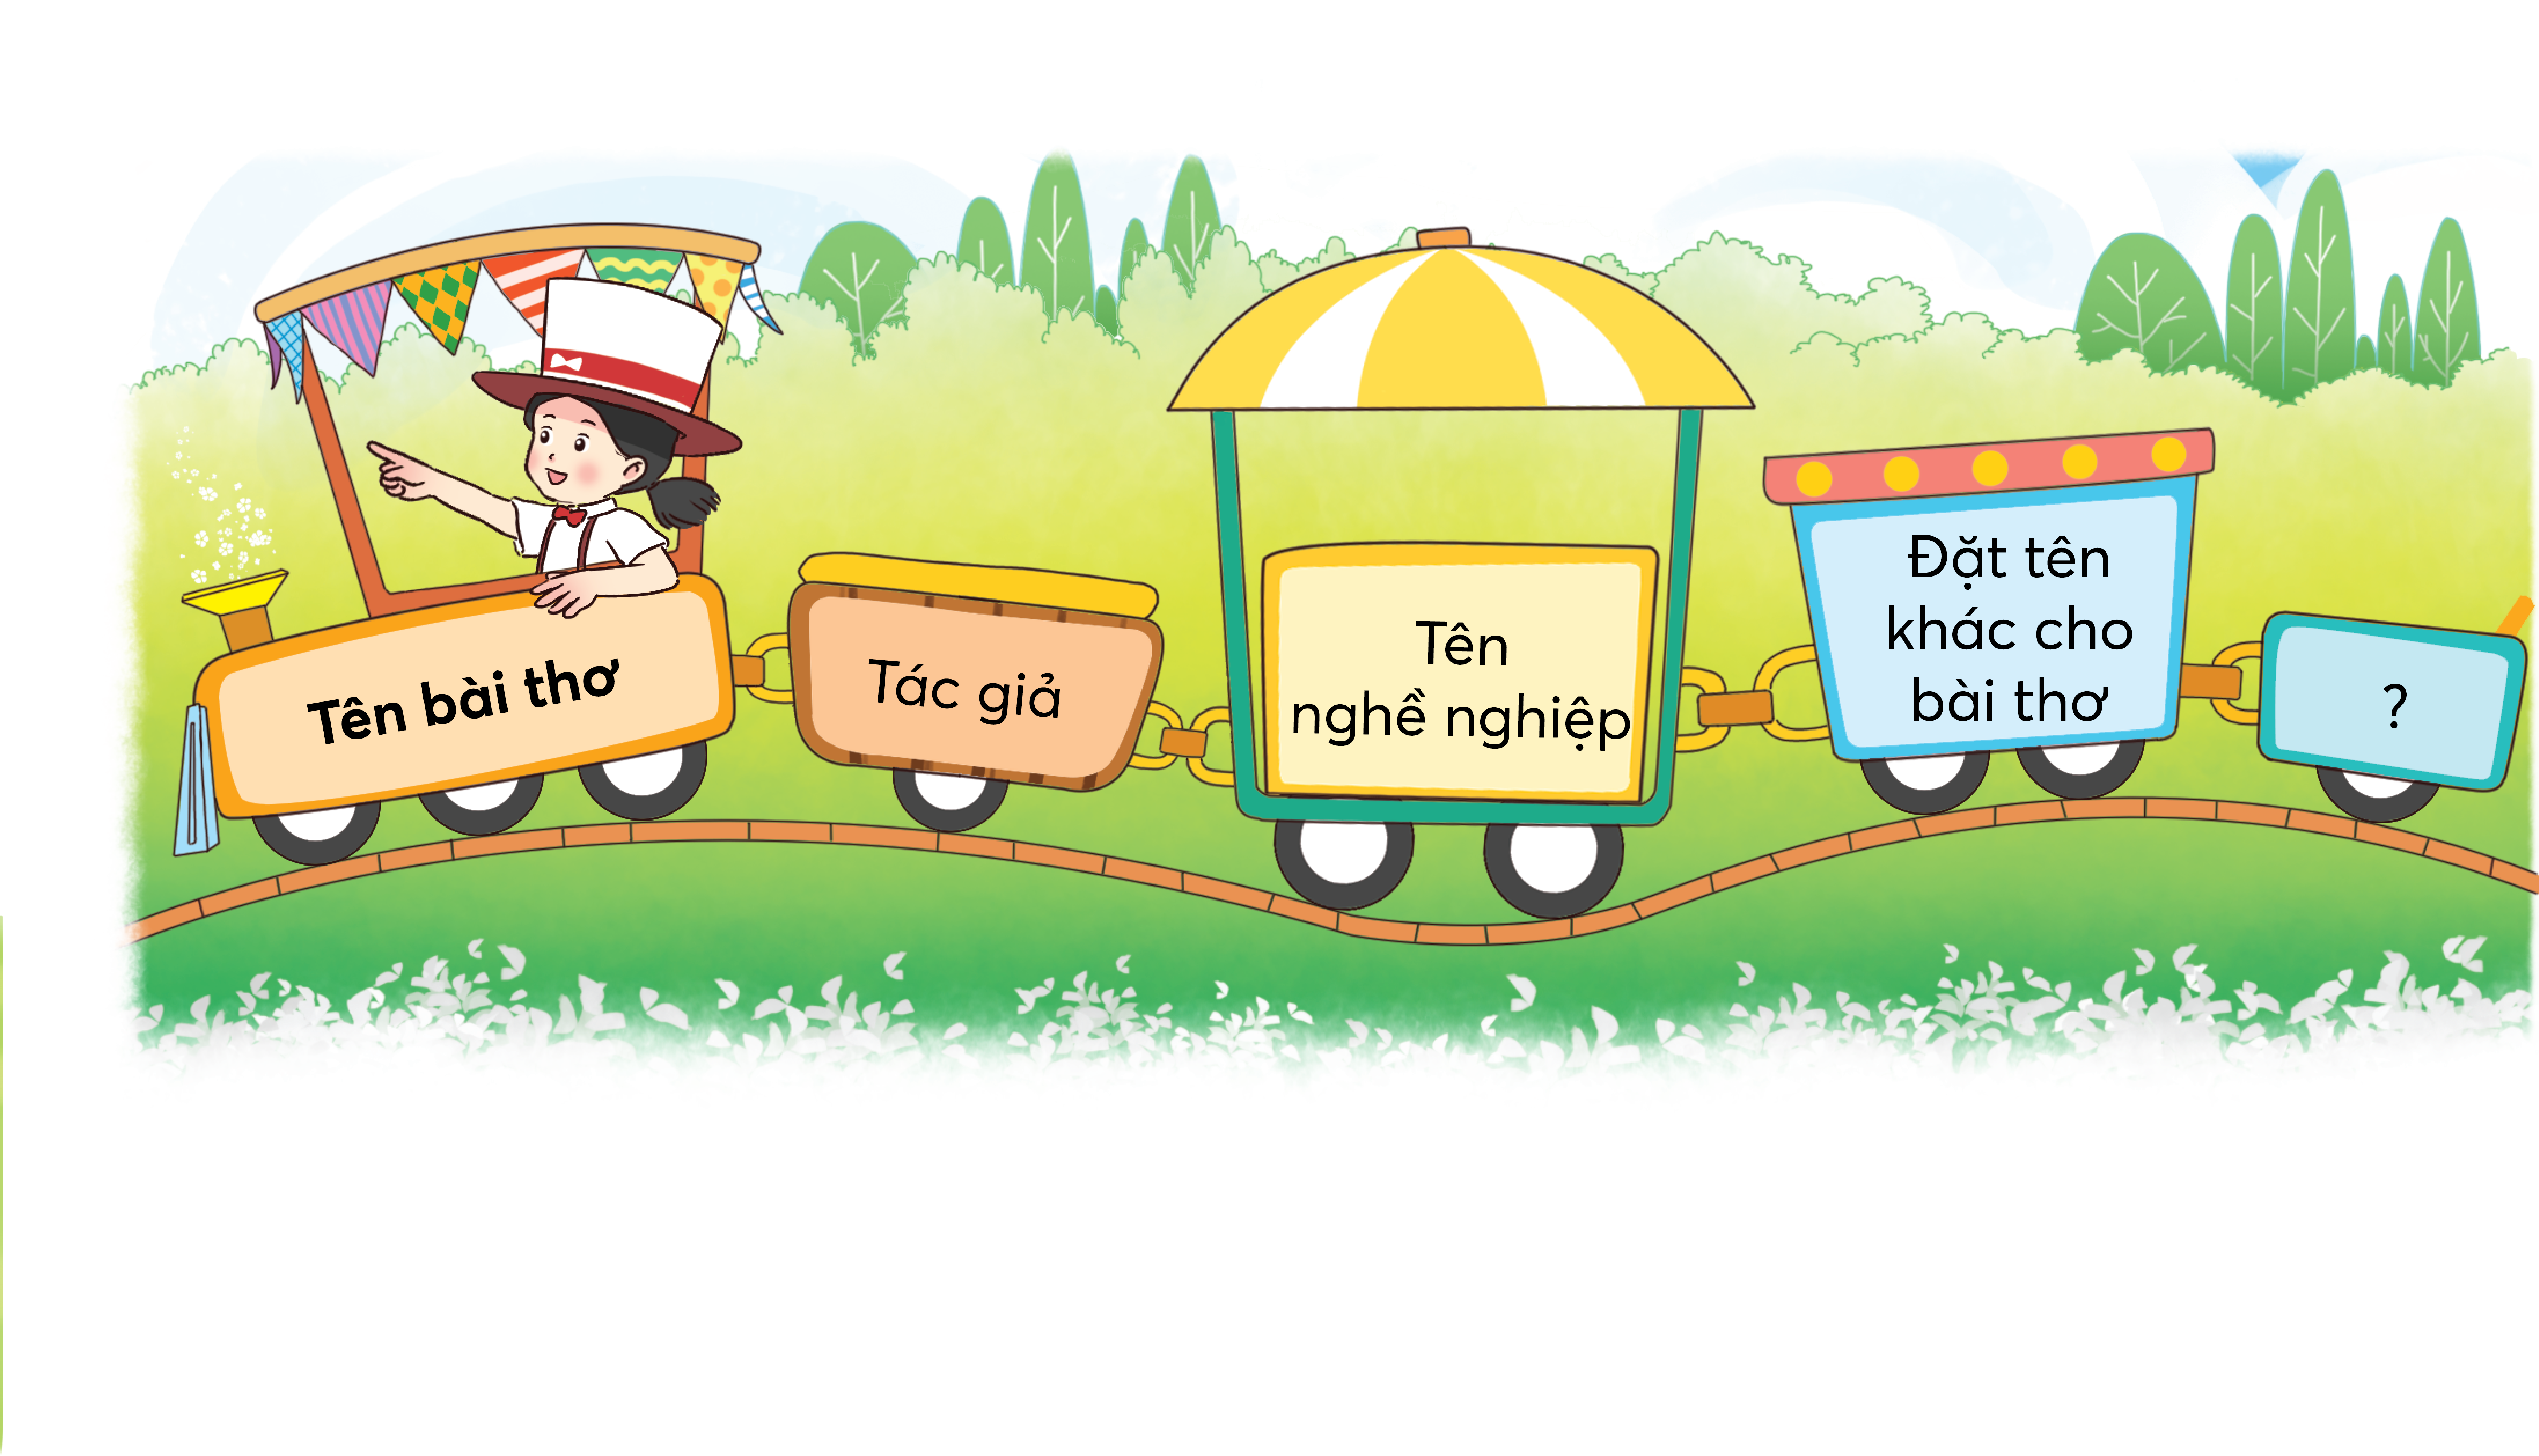 Tên bài thơ
Tác giả
Tên
nghề nghiệp
Đặt tên
khác cho
bài thơ
?